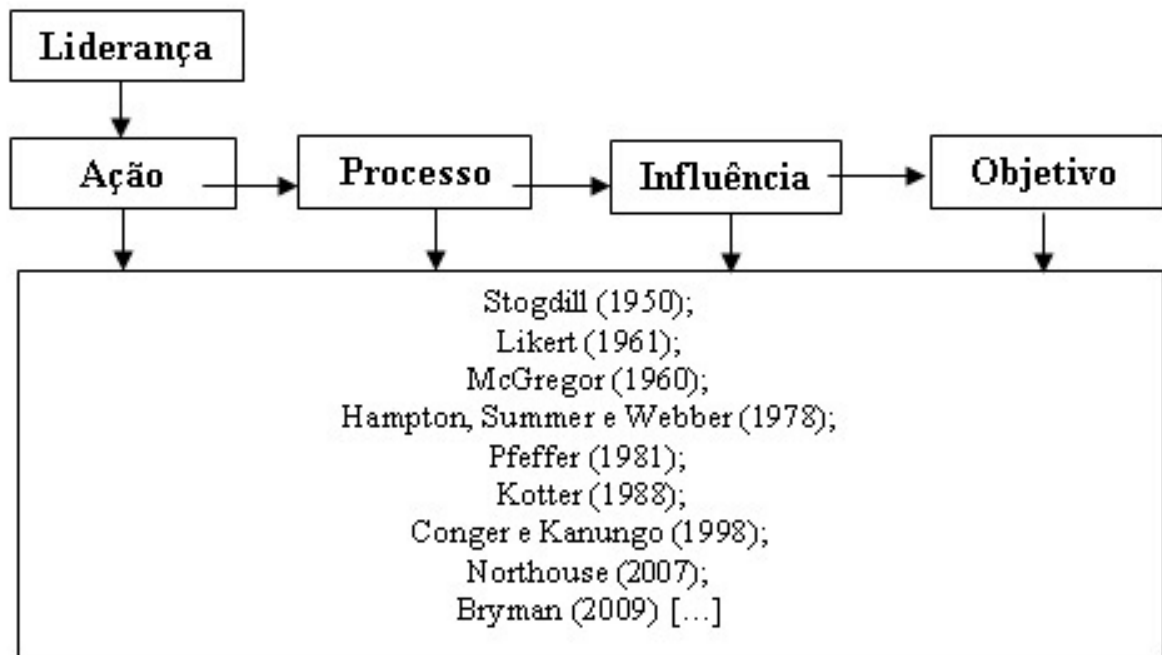 Liderança
Ação
Processo
Influência
Objetivo
Stogdill (1950);
Likert (1961);
McGregor (1960);
Hampton, Summer e Webber (1978);
Pfeffer (1981);
Kotter (1988);
Conger e Kanungo (1998);
Northouse (2007);
Bryman (2009) [...]